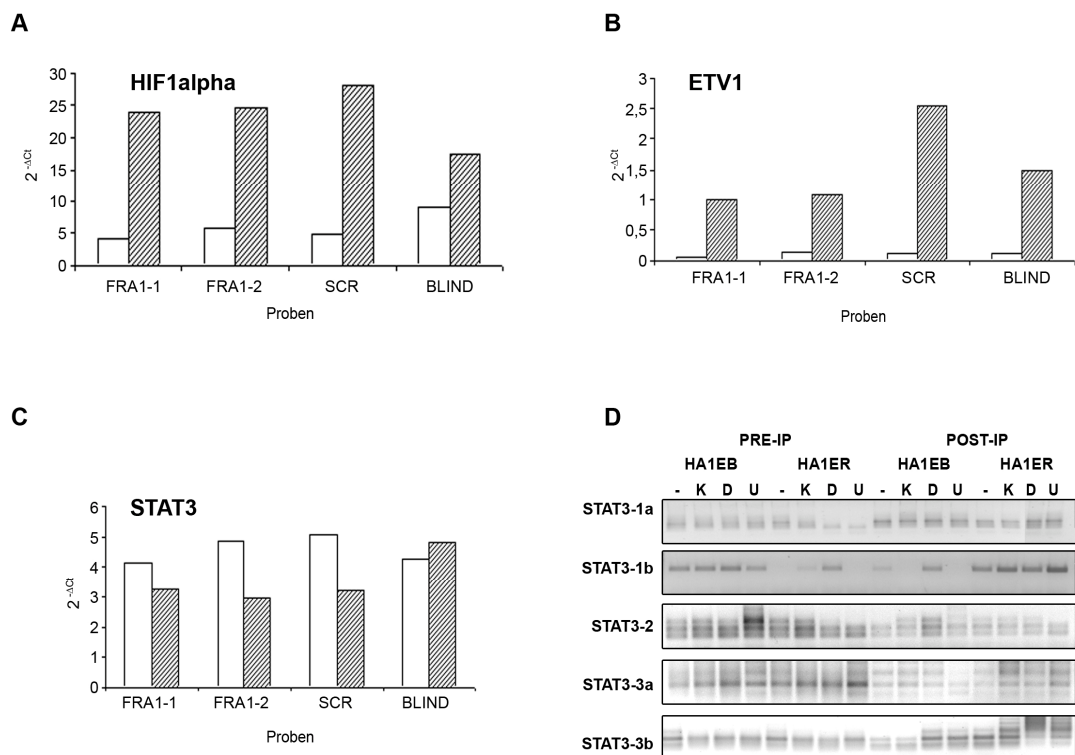 A
HIF1alpha
30
25
20
15
10
5
0
2 -ΔCt
FRA1-1 FRA1-2 SCR BLIND
Proben
B
ETV1
3
2,5
2
1,5
1
0,5
0
2 -ΔCt
FRA1-1 FRA1-2 SCR BLIND
Proben
C
STAT3
6
5
4
3
2
1
0
2 -ΔCt
FRA1-1 FRA1-2 SCR BLIND
Proben
D
PRE-IP POST-IP
HA1EB HA1ER HA1EB HA1ER
- K D U - K D U - K D U - K D U
STAT3-1a
STAT3-1b
STAT3-2
STAT3-3a
STAT3-3b